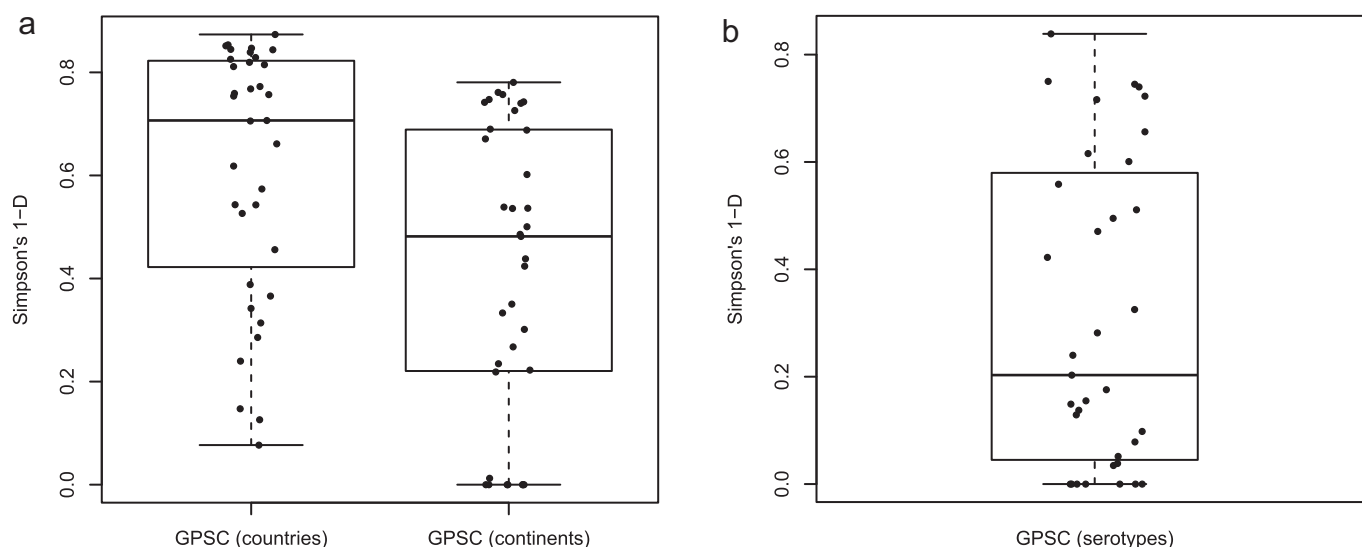 a
Simpson's 1−D
0.8
0.6
0.4
0.2
0.0
GPSC (countries)
GPSC (continents)
b
Simpson's 1−D
0.8
0.6
0.4
0.2
0.0
GPSC (serotypes)